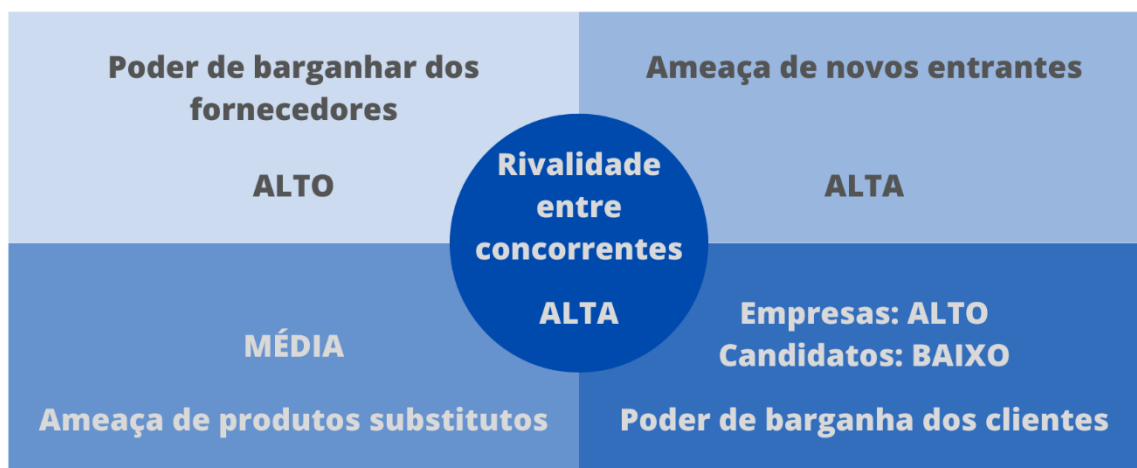 Poder de barganhar dos
fornecedores
ALTO
Ameaça de novos entrantes
ALTA
Rivalidade
entre
concorrentes
ALTA
MÉDIA
Ameaça de produtos substitutos
Empresas: ALTO
Candidatos: BAIXO
Poder de barganha dos clientes